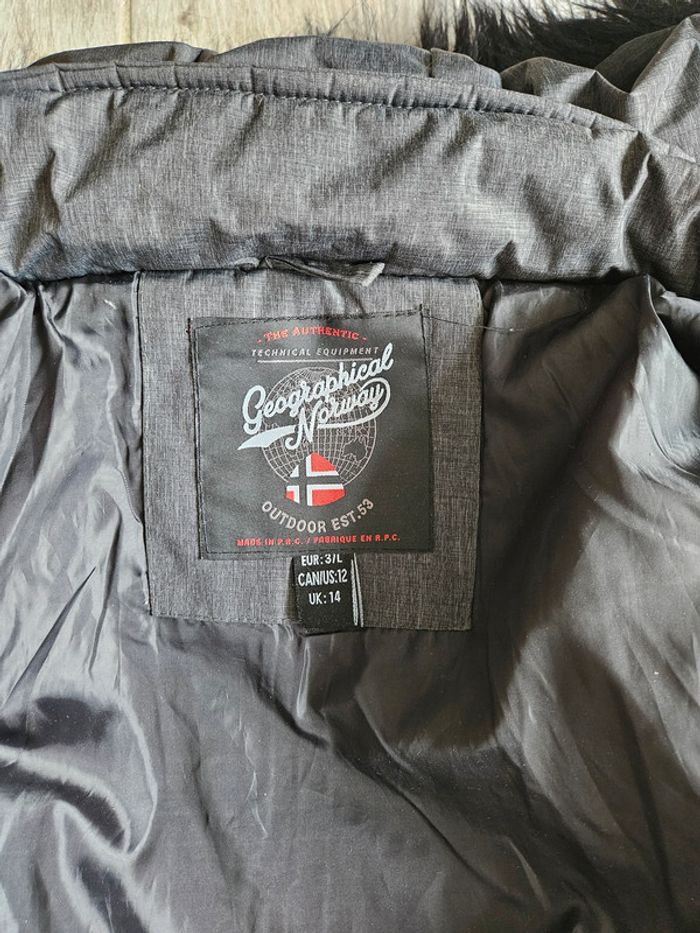 - THE AUTHENTIC -
TECHNICAL EQUIPMENT
Geographical
Norway
OUTDOOR EST.53
MADE IN P.R.C. / FABRIQUE EN R.P.C.
EUR: 3/L
CAN/US:12
UK: 14